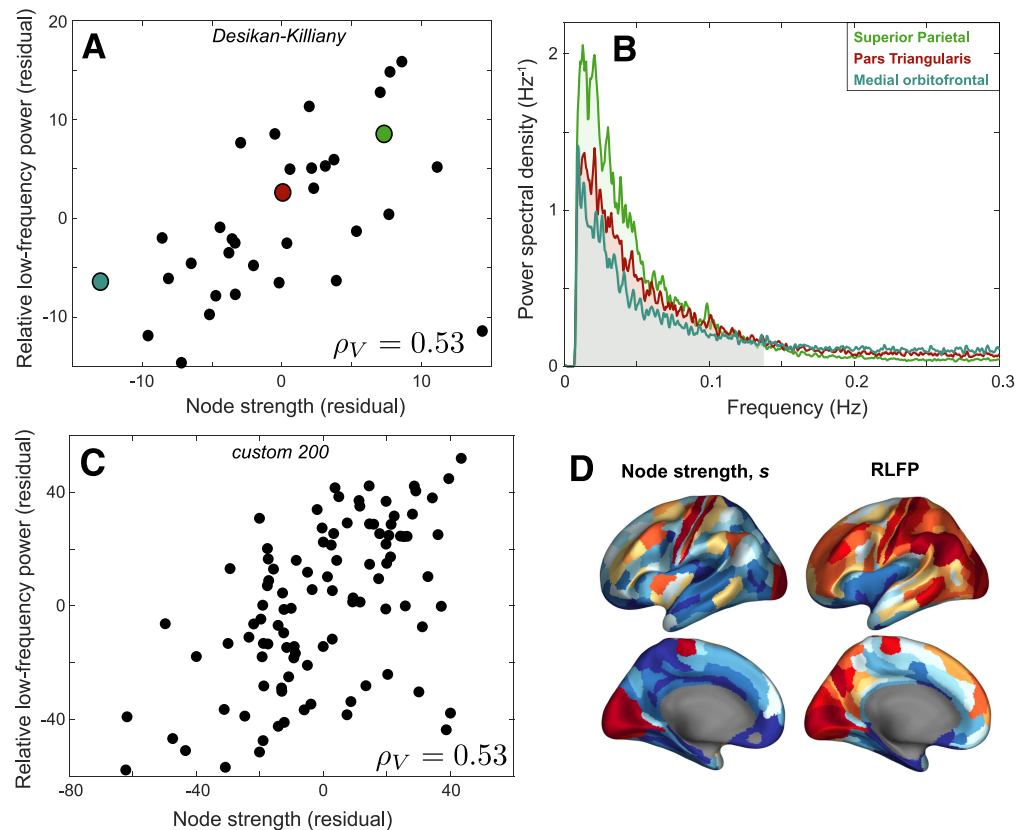 A
Desikan-Killiany
Relative low-frequency power (residual)
20
10
0
-10
-10
0
10
ρV = 0.53
Node strength (residual)
B
Superior Parietal
Pars Triangularis
Medial orbitofrontal
Power spectral density (Hz-1)
2
1
0
0
0.1
0.2
0.3
Frequency (Hz)
C
custom 200
Relative low-frequency power (residual)
40
0
-40
-80
-40
0
40
ρV = 0.53
Node strength (residual)
D
Node strength, s
RLFP